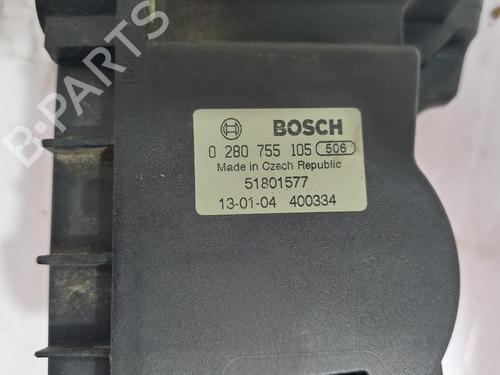 BOSCH
0 280 755 105 506
Made in Czech Republic
51801577
13-01-04 400334
B-PARTS